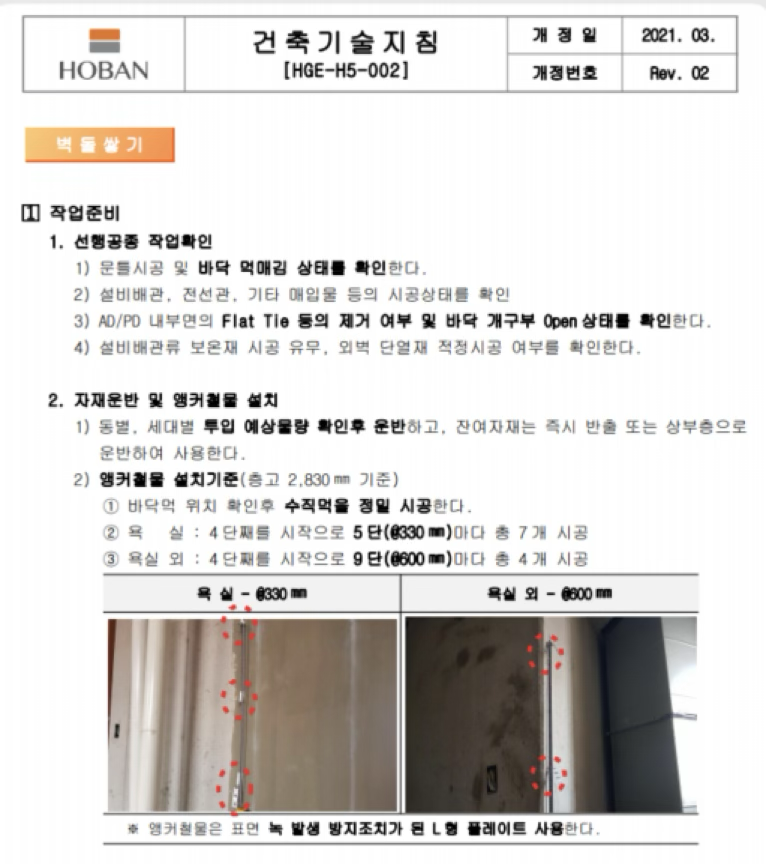 HOBAN
건축기술지침
[HGE-H5-002]
개 정 일
2021. 03.
개정번호
Rev. 02
벽돌쌓기
1 작업준비
1. 선행공종 작업확인
1) 문틀시공 및 바닥 먹매김 상태를 확인한다.
2) 설비배관, 전선관, 기타 매입물 등의 시공상태를 확인
3) AD/PD 내부면의 Flat Tie 등의 제거 여부 및 바닥 개구부 Open상태를 확인한다.
4) 설비배관류 보온재 시공 유무, 외벽 단열재 적정시공 여부를 확인한다.
2. 자재운반 및 앵커철물 설치
1) 동별, 세대별 투입 예상물량 확인후 운반하고, 잔여자재는 즉시 반출 또는 상부층으로
운반하여 사용한다.
2) 앵커철물 설치기준(층고 2,830㎜ 기준)
① 바닥먹 위치 확인후 수직먹을 정밀 시공한다.
② 욕 실 : 4단째를 시작으로 5단(@330㎜)마다 총 7개 시공
③ 욕실 외 : 4단째를 시작으로 9단(@600㎜)마다 총 4개 시공
욕 실 - @330㎜
욕실 외 - @600㎜
※ 앵커철물은 표면 녹 발생 방지조치가 된 L형 플레이트 사용한다.